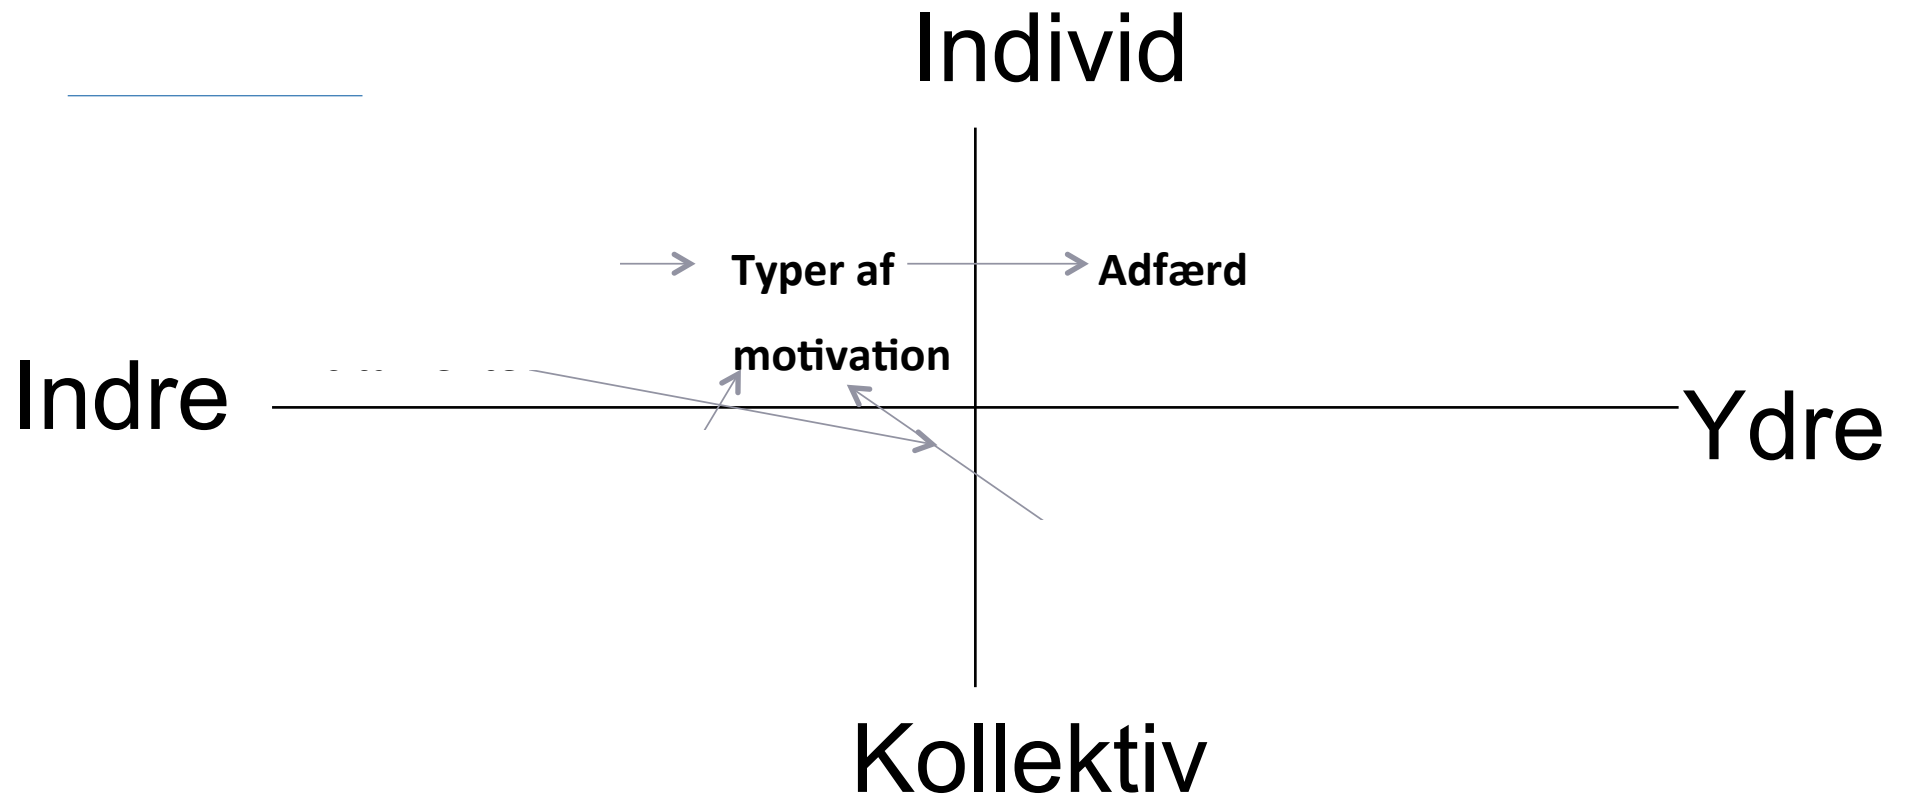 Individ
Typer af
Adfærd
motivation
Indre
Ydre
Kollektiv